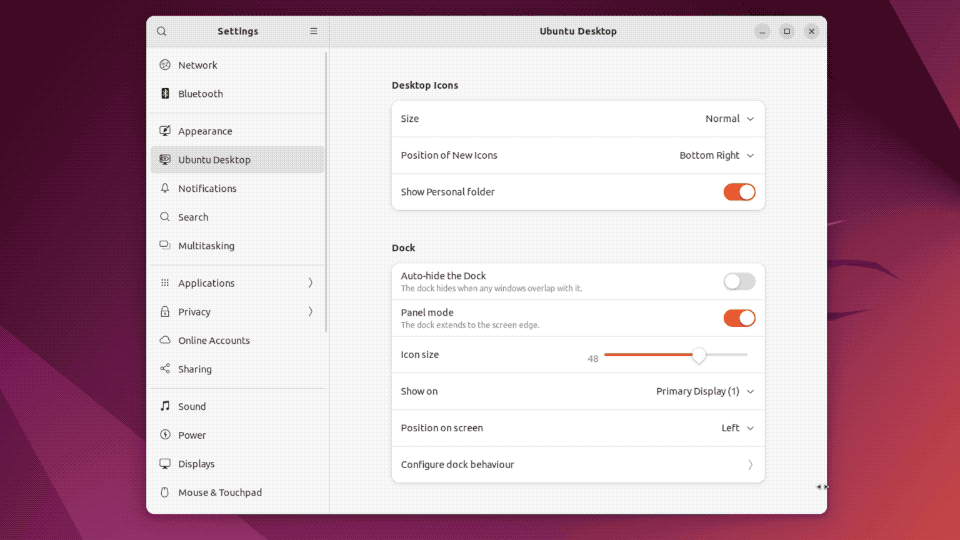 Settings
Ubuntu Desktop
Network
Bluetooth
Appearance
Ubuntu Desktop
Notifications
Search
Multitasking
Applications
Privacy
Online Accounts
Sharing
Sound
Power
Displays
Mouse & Touchpad
Desktop Icons
Size Normal
Position of New Icons Bottom Right
Show Personal folder
Dock
Auto-hide the Dock
The dock hides when any windows overlap with it.
Panel mode
The dock extends to the screen edge.
Icon size 48
Show on Primary Display (1)
Position on screen Left
Configure dock behaviour